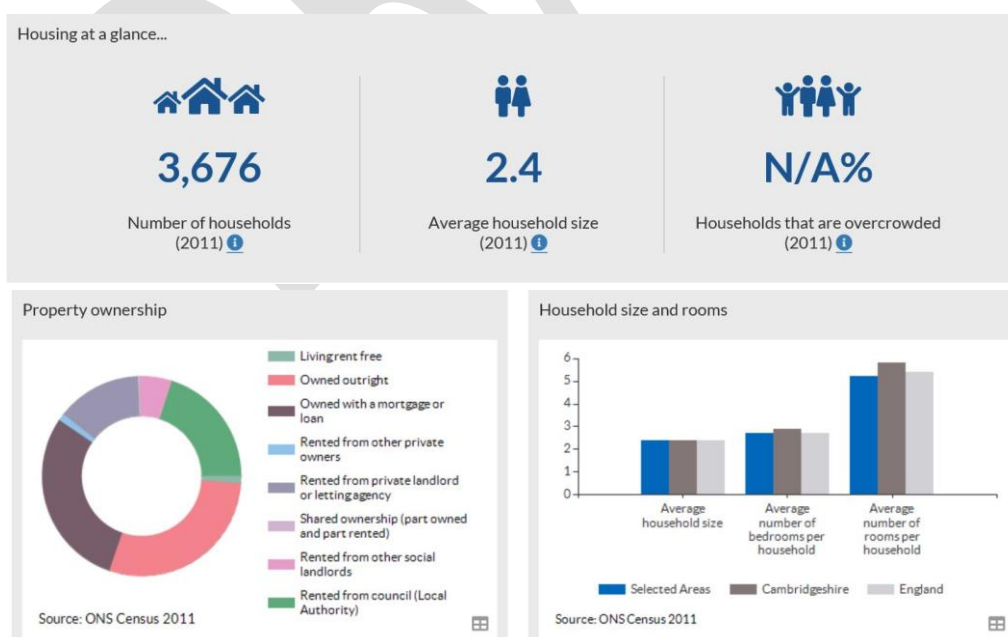 Housing at a glance...
3,676
Number of households
(2011)
2.4
Average household size
(2011)
N/A%
Households that are overcrowded
(2011)
Property ownership
Living rent free
Owned outright
Owned with a mortgage or
loan
Rented from other private
owners
Rented from private landlord
or letting agency
Shared ownership (part owned
and part rented)
Rented from other social
landlords
Rented from council (Local
Authority)
Source: ONS Census 2011
Household size and rooms
6
5
4
3
2
1
0
Average
household size
Average
number of
bedrooms per
household
Average
number of
rooms per
household
Selected Areas
Cambridgeshire
England
Source: ONS Census 2011